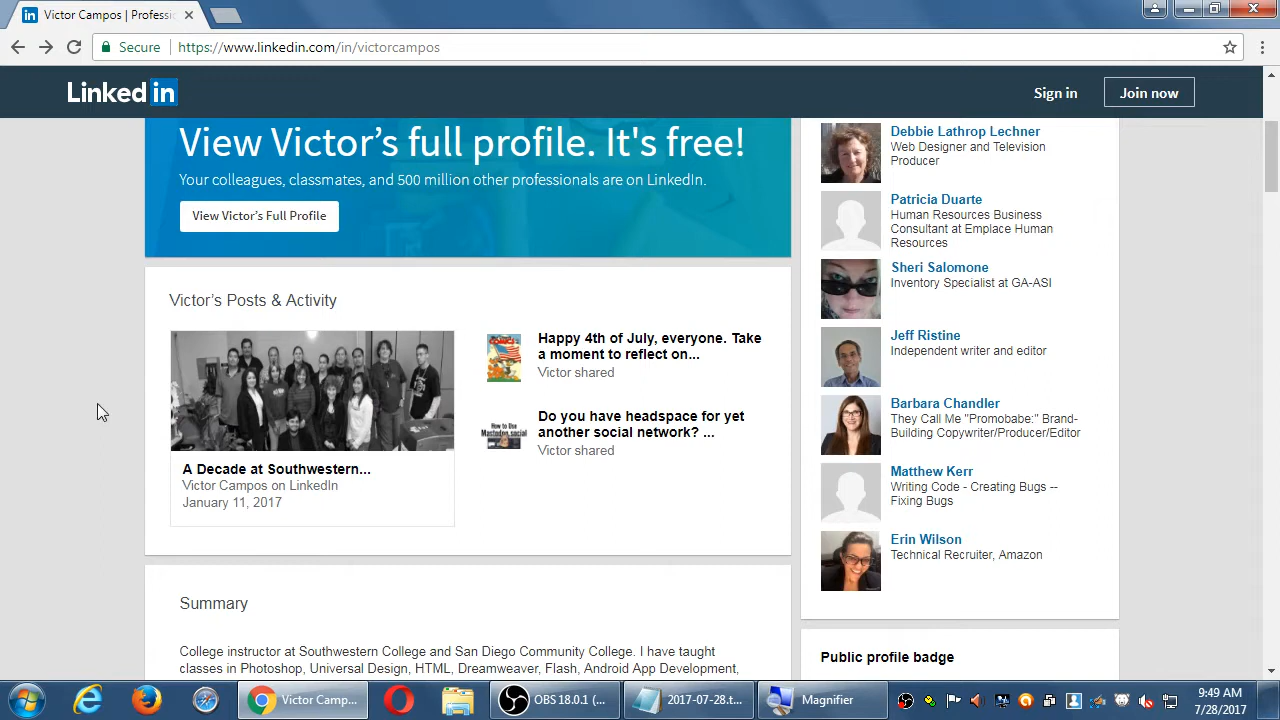 Victor Campos | Professi
Secure
https://www.linkedin.com/in/victorcampos
Linked in
Sign in
Join now
View Victor’s full profile. It's free!
Your colleagues, classmates, and 500 million other professionals are on LinkedIn.
View Victor's Full Profile
Victor’s Posts & Activity
A Decade at Southwestern...
Victor Campos on LinkedIn
January 11, 2017
Happy 4th of July, everyone. Take
a moment to reflect on...
Victor shared
How to Use
Mastodon.social
Do you have headspace for yet
another social network? ...
Victor shared
Summary
College instructor at Southwestern College and San Diego Community College. I have taught
classes in Photoshop, Universal Design, HTML, Dreamweaver, Flash, Android App Development,
Debbie Lathrop Lechner
Web Designer and Television
Producer
Patricia Duarte
Human Resources Business
Consultant at Emplace Human
Resources
Sheri Salomone
Inventory Specialist at GA-ASI
Jeff Ristine
Independent writer and editor
Barbara Chandler
They Call Me "Promobabe:" Brand-
Building Copywriter/Producer/Editor
Matthew Kerr
Writing Code - Creating Bugs --
Fixing Bugs
Erin Wilson
Technical Recruiter, Amazon
Public profile badge
Victor Camp...
OBS 18.0.1 (...
2017-07-28.t...
Magnifier
9:49 AM
7/28/2017